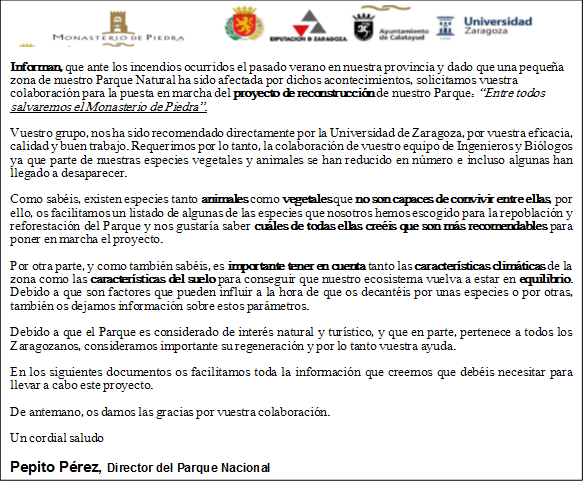 MONASTERIO DE PIEDRA
DIPUTACIÓN DE ZARAGOZA
Ayuntamiento
de Calatayud
Universidad
Zaragoza
Informan, que ante los incendios ocurridos el pasado verano en nuestra provincia y dado que una pequeña
zona de nuestro Parque Natural ha sido afectada por dichos acontecimientos, solicitamos vuestra
colaboración para la puesta en marcha del proyecto de reconstrucción de nuestro Parque: “Entre todos
salvaremos el Monasterio de Piedra”.
Vuestro grupo, nos ha sido recomendado directamente por la Universidad de Zaragoza, por vuestra eficacia,
calidad y buen trabajo. Requerimos por lo tanto, la colaboración de vuestro equipo de Ingenieros y Biólogos
ya que parte de nuestras especies vegetales y animales se han reducido en número e incluso algunas han
llegado a desaparecer.
Como sabéis, existen especies tanto animales como vegetales que no son capaces de convivir entre ellas, por
ello, os facilitamos un listado de algunas de las especies que nosotros hemos escogido para la repoblación y
reforestación del Parque y nos gustaría saber cuáles de todas ellas creéis que son más recomendables para
poner en marcha el proyecto.
Por otra parte, y como también sabéis, es importante tener en cuenta tanto las características climáticas de la
zona como las características del suelo para conseguir que nuestro ecosistema vuelva a estar en equilibrio.
Debido a que son factores que pueden influir a la hora de que os decantéis por unas especies o por otras,
también os dejamos información sobre estos parámetros.
Debido a que el Parque es considerado de interés natural y turístico, y que en parte, pertenece a todos los
Zaragozanos, consideramos importante su regeneración y por lo tanto vuestra ayuda.
En los siguientes documentos os facilitamos toda la información que creemos que debéis necesitar para
llevar a cabo este proyecto.
De antemano, os damos las gracias por vuestra colaboración.
Un cordial saludo
Pepito Pérez, Director del Parque Nacional